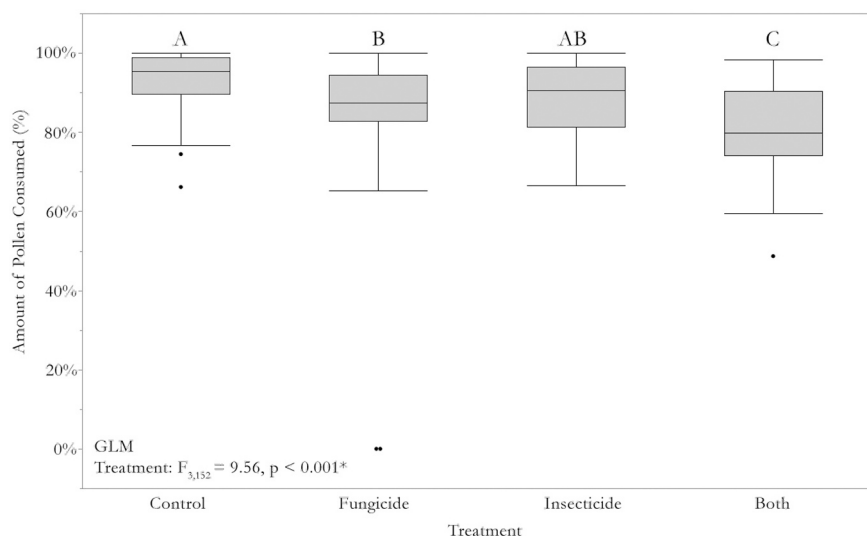 A B AB C
100%
80%
60%
40%
20%
0%
Amount of Pollen Consumed (%)
GLM
Treatment: F3,152 = 9.56, p < 0.001*
Control Fungicide Insecticide Both
Treatment